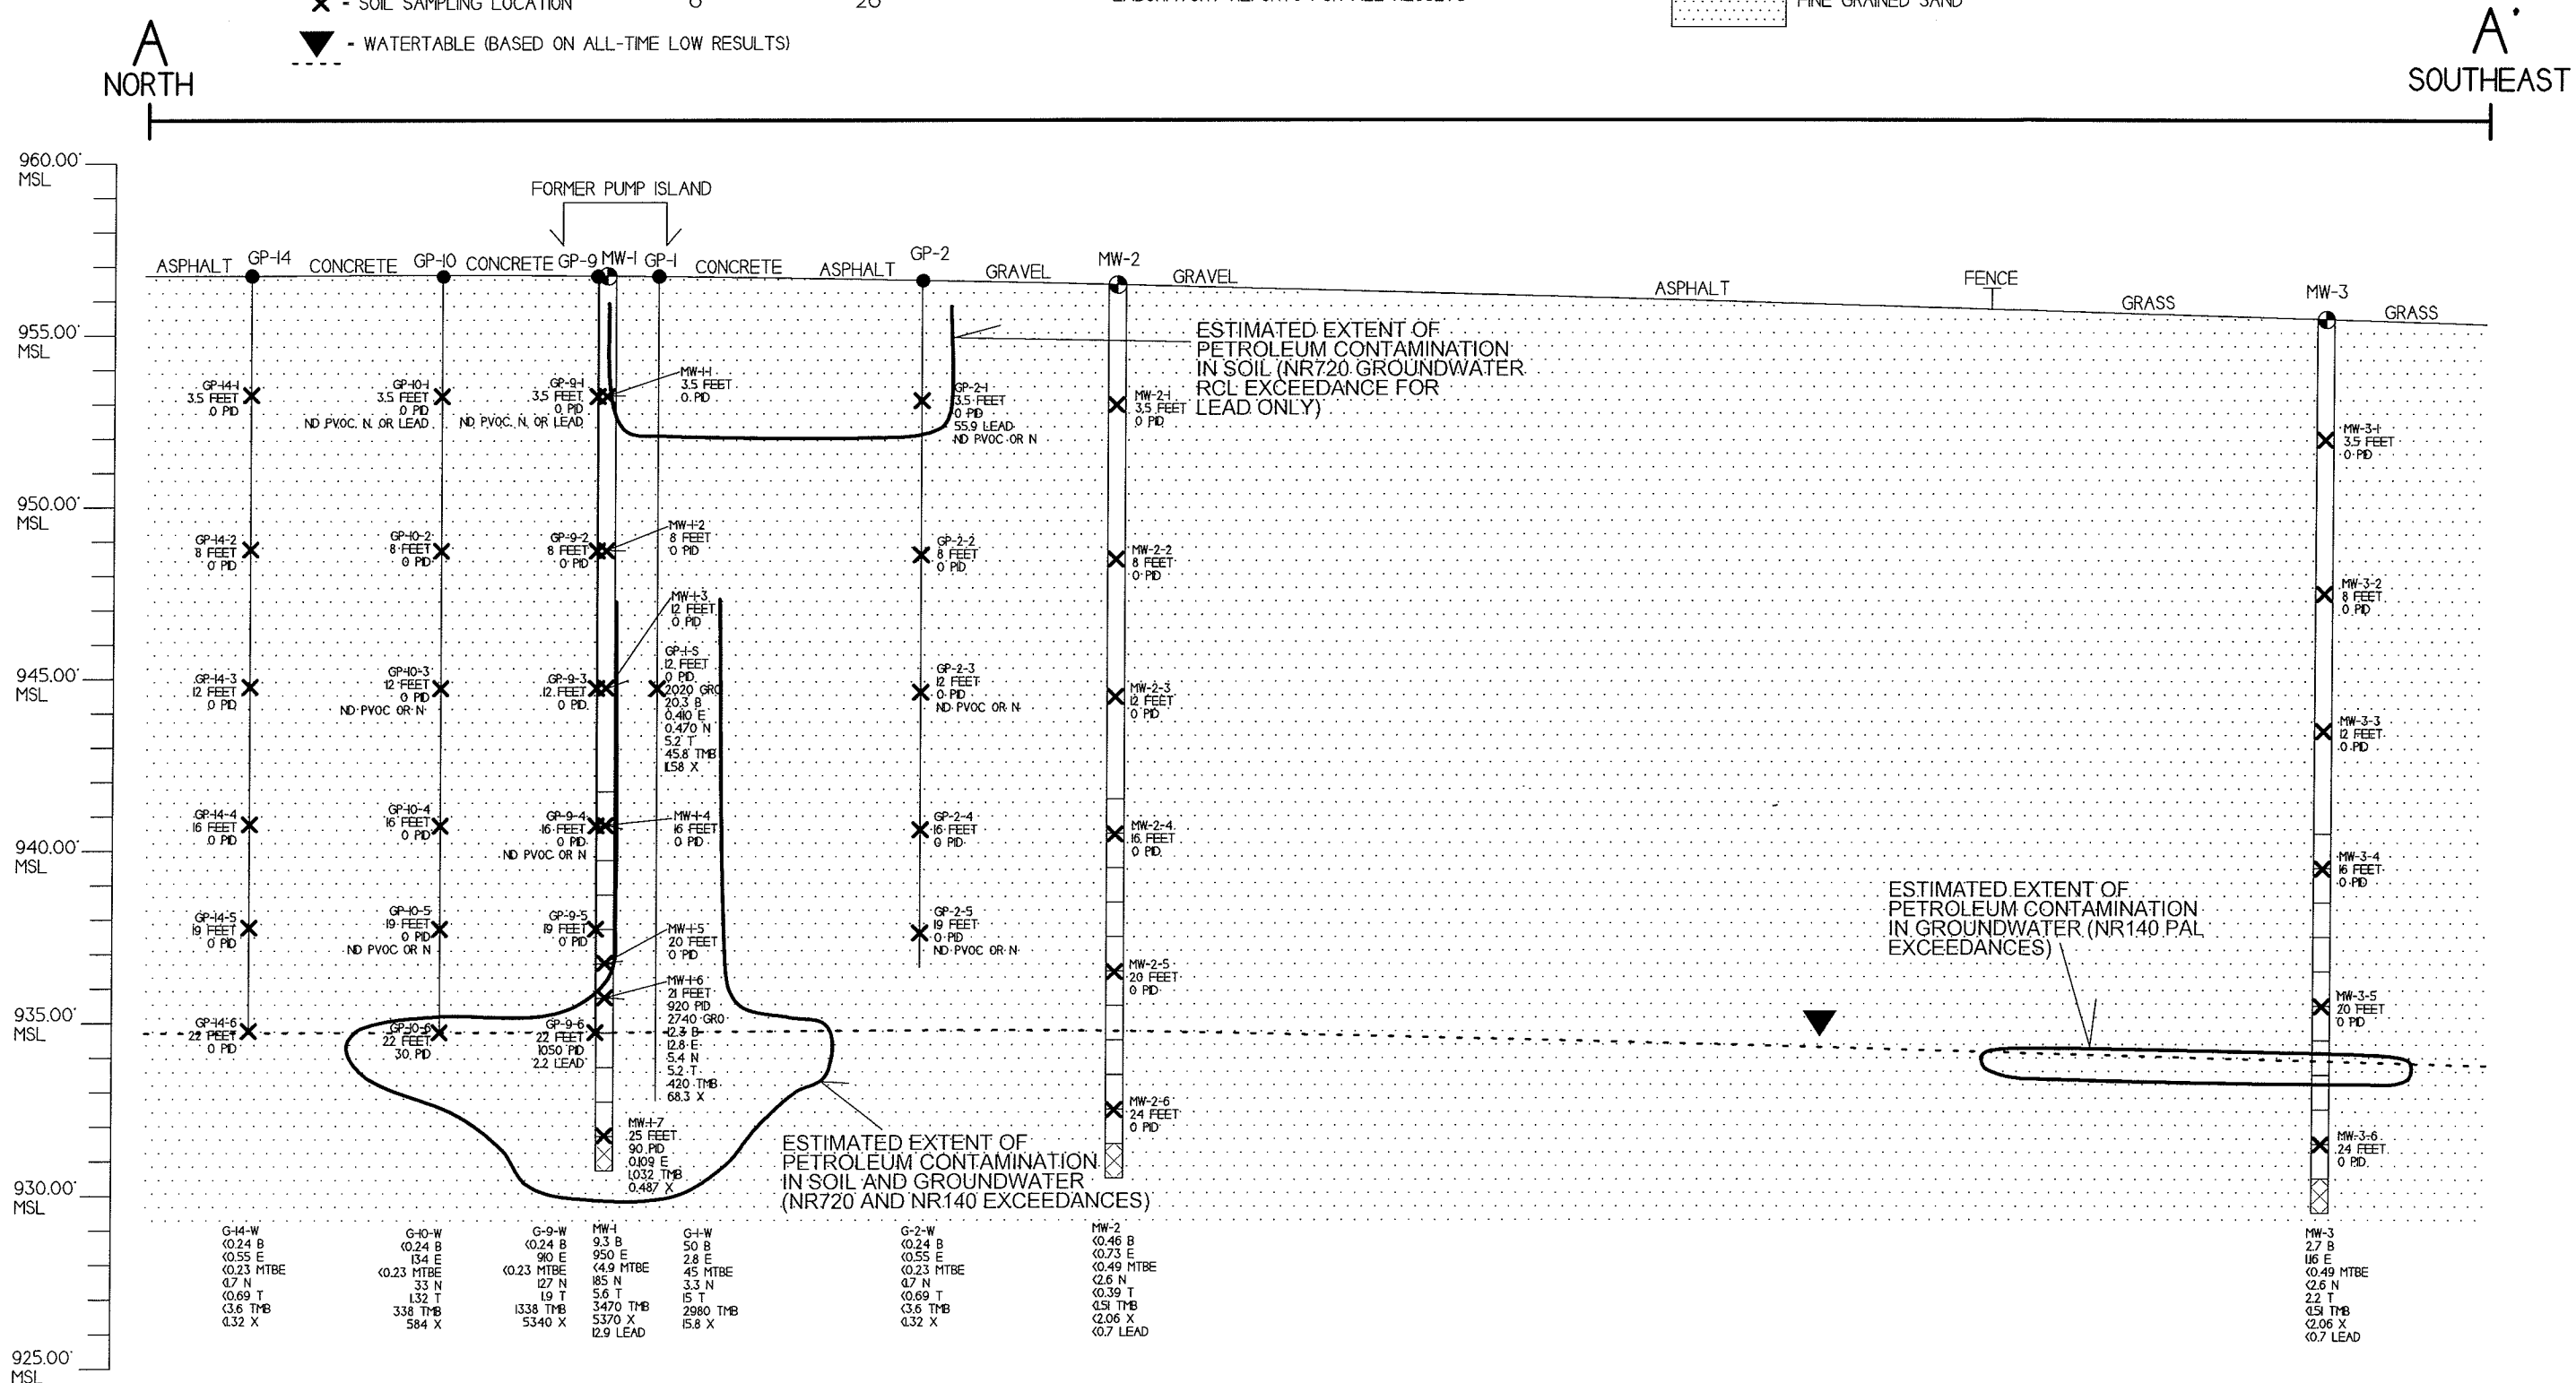 ✗ - SOIL SAMPLING LOCATION
0 20
LABORATORY REPORTS FOR ALL RESULTS
FINE GRAINED SAND
- WATERTABLE (BASED ON ALL-TIME LOW RESULTS)
A
NORTH
A'
SOUTHEAST
960.00'
MSL
955.00'
MSL
950.00'
MSL
945.00'
MSL
940.00'
MSL
935.00'
MSL
930.00'
MSL
925.00'
MSL
FORMER PUMP ISLAND
ASPHALT GP-14 CONCRETE GP-10 CONCRETE GP-9 MW-1 GP-1 CONCRETE ASPHALT GP-2 GRAVEL MW-2 GRAVEL ASPHALT FENCE GRASS MW-3 GRASS
GP-14-1
3.5 FEET
0 PID
GP-14-2
8 FEET
0 PID
GP-14-3
12 FEET
0 PID
GP-14-4
16 FEET
0 PID
GP-14-5
19 FEET
0 PID
GP-14-6
22 FEET
0 PID
GP-10-1
3.5 FEET
0 PID
ND PVOC, N, OR LEAD
GP-10-2
8 FEET
0 PID
GP-10-3
12 FEET
0 PID
ND PVOC OR N
GP-10-4
16 FEET
0 PID
GP-10-5
19 FEET
0 PID
ND PVOC OR N
GP-10-6
22 FEET
30 PID
GP-9-1
3.5 FEET
0 PID
ND PVOC, N, OR LEAD
GP-9-2
8 FEET
0 PID
GP-9-3
12 FEET
0 PID
GP-9-4
16 FEET
0 PID
ND PVOC OR N
GP-9-5
19 FEET
0 PID
GP-9-6
22 FEET
1050 PID
2.2 LEAD
MW-1-1
3.5 FEET
0 PID
MW-1-2
8 FEET
0 PID
MW-1-3
12 FEET
0 PID
GP-1-S
12 FEET
0 PID
2020 GRO
20.3 B
0.410 E
0.470 N
5.2 T
45.8 TMB
1.58 X
MW-1-4
16 FEET
0 PID
MW-1-5
20 FEET
0 PID
MW-1-6
21 FEET
920 PID
2740 GRO
12.3 B
12.8 E
5.4 N
5.2 T
420 TMB
68.3 X
MW-1-7
25 FEET
90 PID
0.109 E
1.032 TMB
0.487 X
GP-2-1
3.5 FEET
0 PID
55.9 LEAD
ND PVOC OR N
GP-2-2
8 FEET
0 PID
GP-2-3
12 FEET
0 PID
ND PVOC OR N
GP-2-4
16 FEET
0 PID
GP-2-5
19 FEET
0 PID
ND PVOC OR N
MW-2-1
3.5 FEET
0 PID
MW-2-2
8 FEET
0 PID
MW-2-3
12 FEET
0 PID
MW-2-4
16 FEET
0 PID
MW-2-5
20 FEET
0 PID
MW-2-6
24 FEET
0 PID
ESTIMATED EXTENT OF
PETROLEUM CONTAMINATION
IN SOIL (NR720 GROUNDWATER
RCL EXCEEDANCE FOR
LEAD ONLY)
ESTIMATED EXTENT OF
PETROLEUM CONTAMINATION
IN SOIL AND GROUNDWATER
(NR720 AND NR140 EXCEEDANCES)
ESTIMATED EXTENT OF
PETROLEUM CONTAMINATION
IN GROUNDWATER (NR140 PAL
EXCEEDANCES)
MW-3-1
3.5 FEET
0 PID
MW-3-2
8 FEET
0 PID
MW-3-3
12 FEET
0 PID
MW-3-4
16 FEET
0 PID
MW-3-5
20 FEET
0 PID
MW-3-6
24 FEET
0 PID
G-14-W
<0.24 B
<0.55 E
<0.23 MTBE
<1.7 N
<0.69 T
<3.6 TMB
<1.32 X
G-10-W
<0.24 B
134 E
<0.23 MTBE
33 N
1.32 T
338 TMB
584 X
G-9-W
<0.24 B
910 E
<0.23 MTBE
127 N
1.9 T
1338 TMB
5340 X
MW-1
9.3 B
950 E
<4.9 MTBE
185 N
5.6 T
3470 TMB
5370 X
12.9 LEAD
G-1-W
50 B
2.8 E
45 MTBE
3.3 N
15 T
2980 TMB
15.8 X
G-2-W
<0.24 B
<0.55 E
<0.23 MTBE
<1.7 N
<0.69 T
<3.6 TMB
<1.32 X
MW-2
<0.46 B
<0.73 E
<0.49 MTBE
<2.6 N
<0.39 T
<1.51 TMB
<2.06 X
<0.7 LEAD
MW-3
2.7 B
1.16 E
<0.49 MTBE
<2.6 N
2.2 T
<1.51 TMB
<2.06 X
<0.7 LEAD